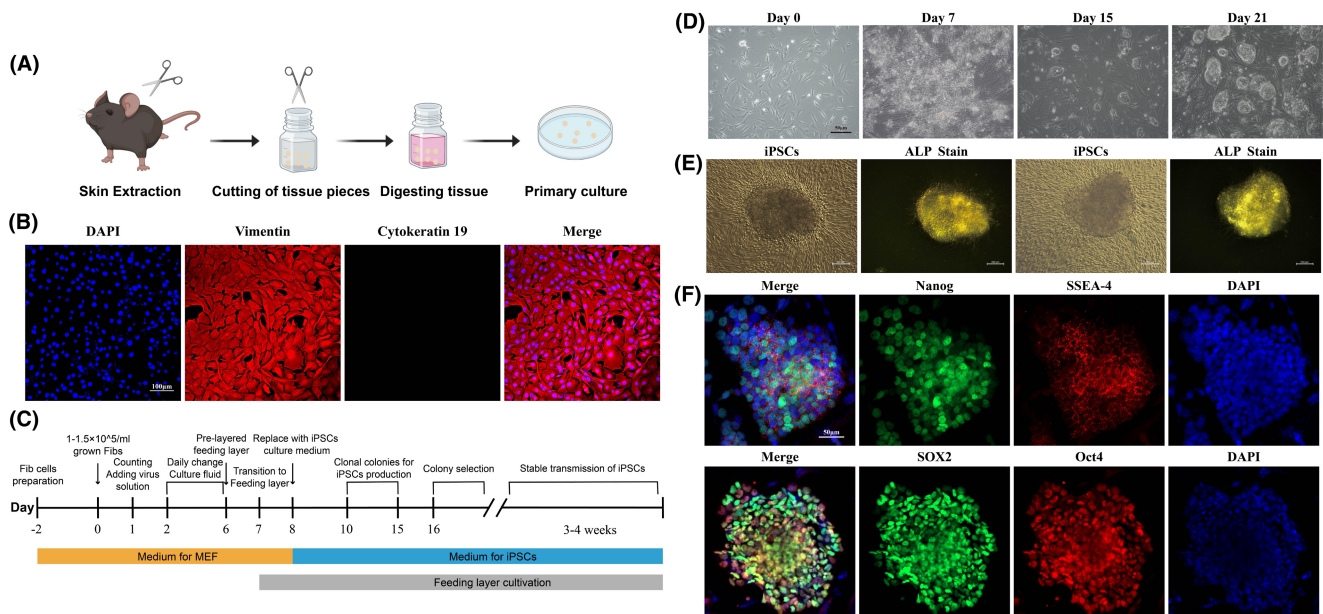 (A)
Skin Extraction
Cutting of tissue pieces
Digesting tissue
Primary culture
(B)
DAPI
Vimentin
Cytokeratin 19
Merge
100μm
(C)
Fib cells
preparation
1-1.5×10^5/ml
grown Fibs
Counting
Adding virus
solution
Daily change
Culture fluid
Pre-layered
feeding layer
Transition to
Feeding layer
Replace with iPSCs
culture medium
Clonal colonies for
iPSCs production
Colony selection
Stable transmission of iPSCs
Day
-2
0
1
2
6
7
8
10
15
16
3-4 weeks
Medium for MEF
Medium for iPSCs
Feeding layer cultivation
(D)
Day 0
Day 7
Day 15
Day 21
50μm
(E)
iPSCs
ALP Stain
iPSCs
ALP Stain
(F)
Merge
Nanog
SSEA-4
DAPI
50μm
Merge
SOX2
Oct4
DAPI